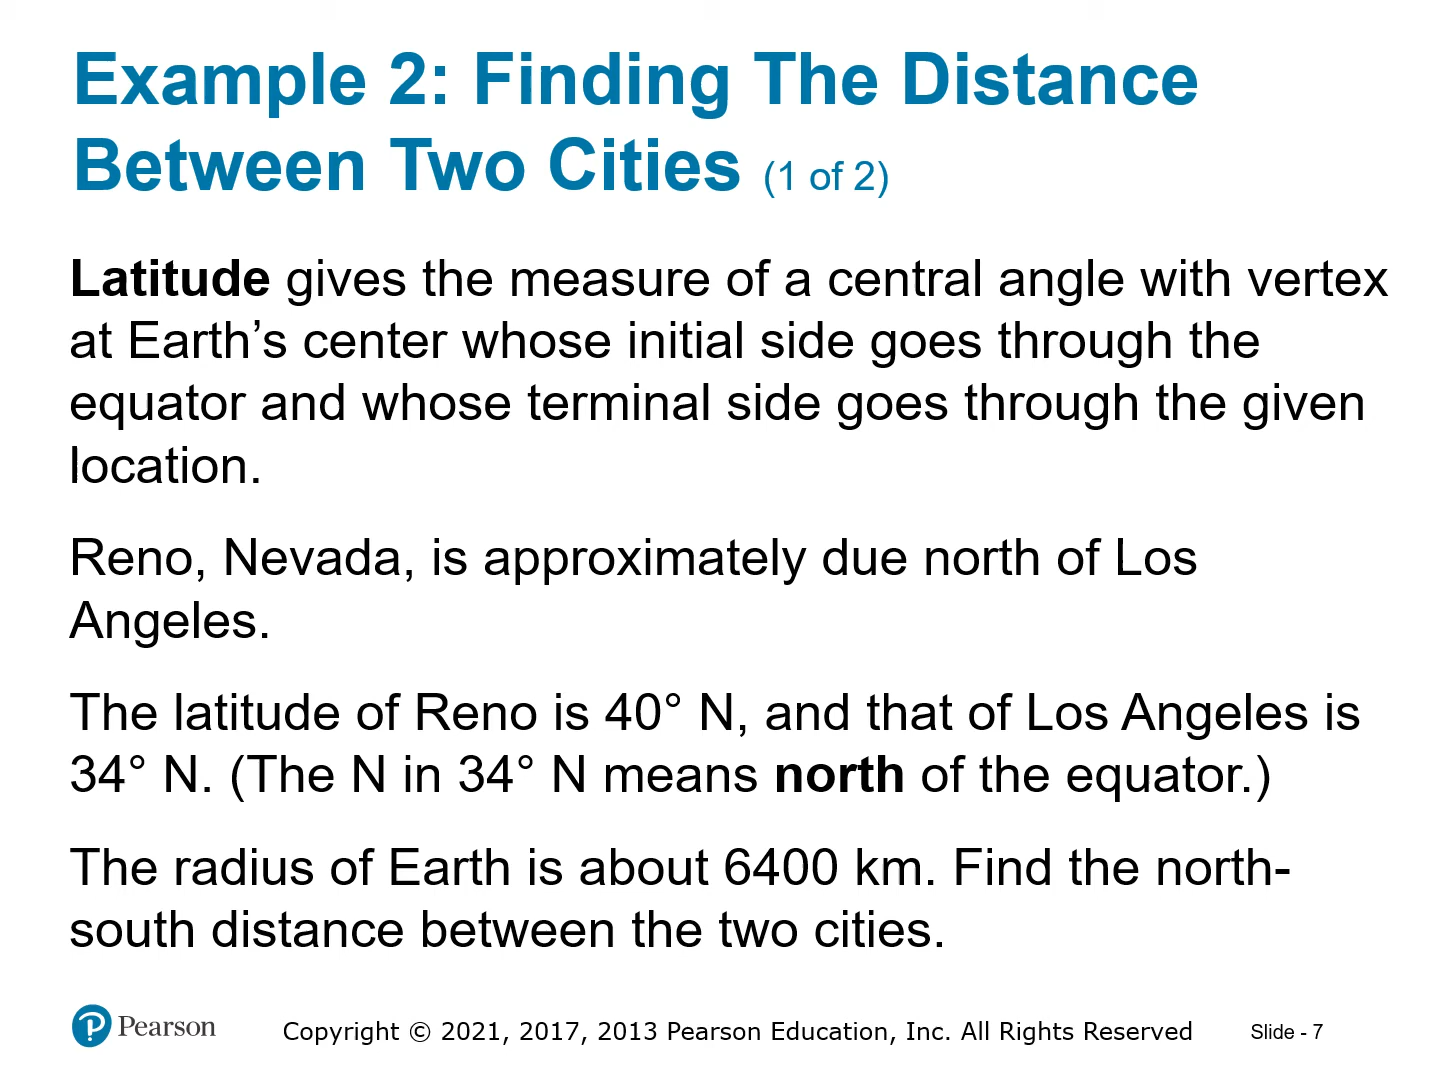 Example 2: Finding The Distance
Between Two Cities (1 of 2)
Latitude gives the measure of a central angle with vertex
at Earth’s center whose initial side goes through the
equator and whose terminal side goes through the given
location.
Reno, Nevada, is approximately due north of Los
Angeles.
The latitude of Reno is 40° N, and that of Los Angeles is
34° N. (The N in 34° N means north of the equator.)
The radius of Earth is about 6400 km. Find the north-
south distance between the two cities.
Pearson Copyright © 2021, 2017, 2013 Pearson Education, Inc. All Rights Reserved Slide - 7